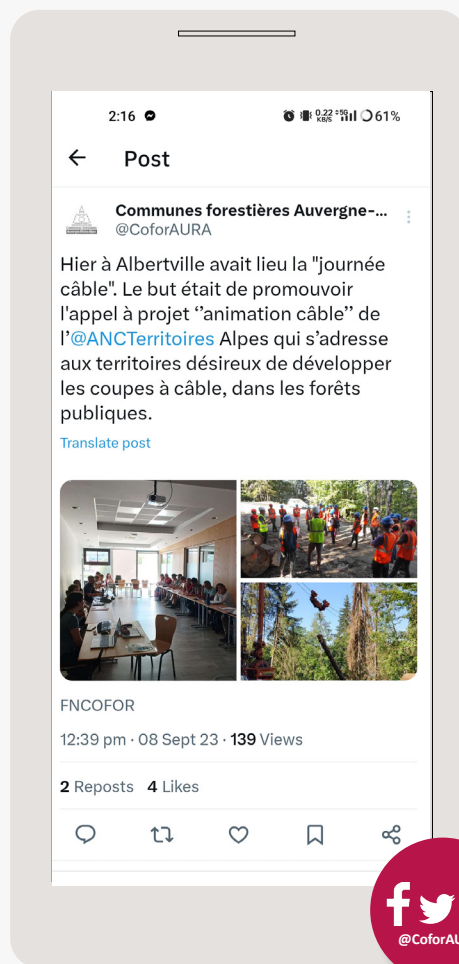 2:16
0.22 KB/S 5G 61%
Post
Communes forestières Auvergne-...
@CoforAURA
Hier à Albertville avait lieu la "journée
câble". Le but était de promouvoir
l'appel à projet ‘’animation câble’’ de
l’@ANCTerritoires Alpes qui s’adresse
aux territoires désireux de développer
les coupes à câble, dans les forêts
publiques.
Translate post
FNCOFOR
12:39 pm · 08 Sept 23 · 139 Views
2 Reposts 4 Likes
@CoforAU